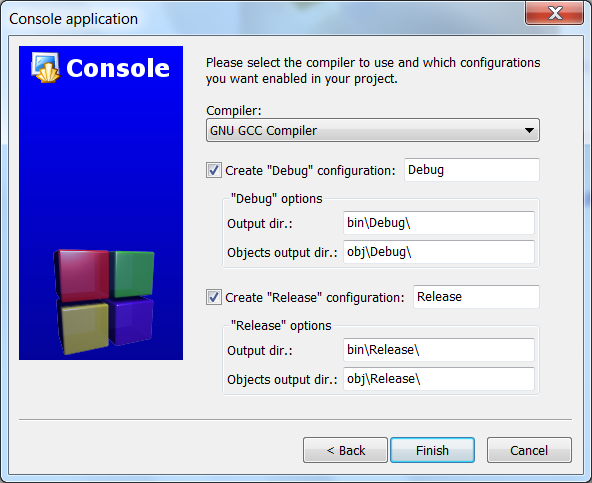 Console application
Console
Please select the compiler to use and which configurations
you want enabled in your project.
Compiler:
GNU GCC Compiler
Create "Debug" configuration: Debug
"Debug" options
Output dir.: bin\Debug\
Objects output dir.: obj\Debug\
Create "Release" configuration: Release
"Release" options
Output dir.: bin\Release\
Objects output dir.: obj\Release\
< Back Finish Cancel